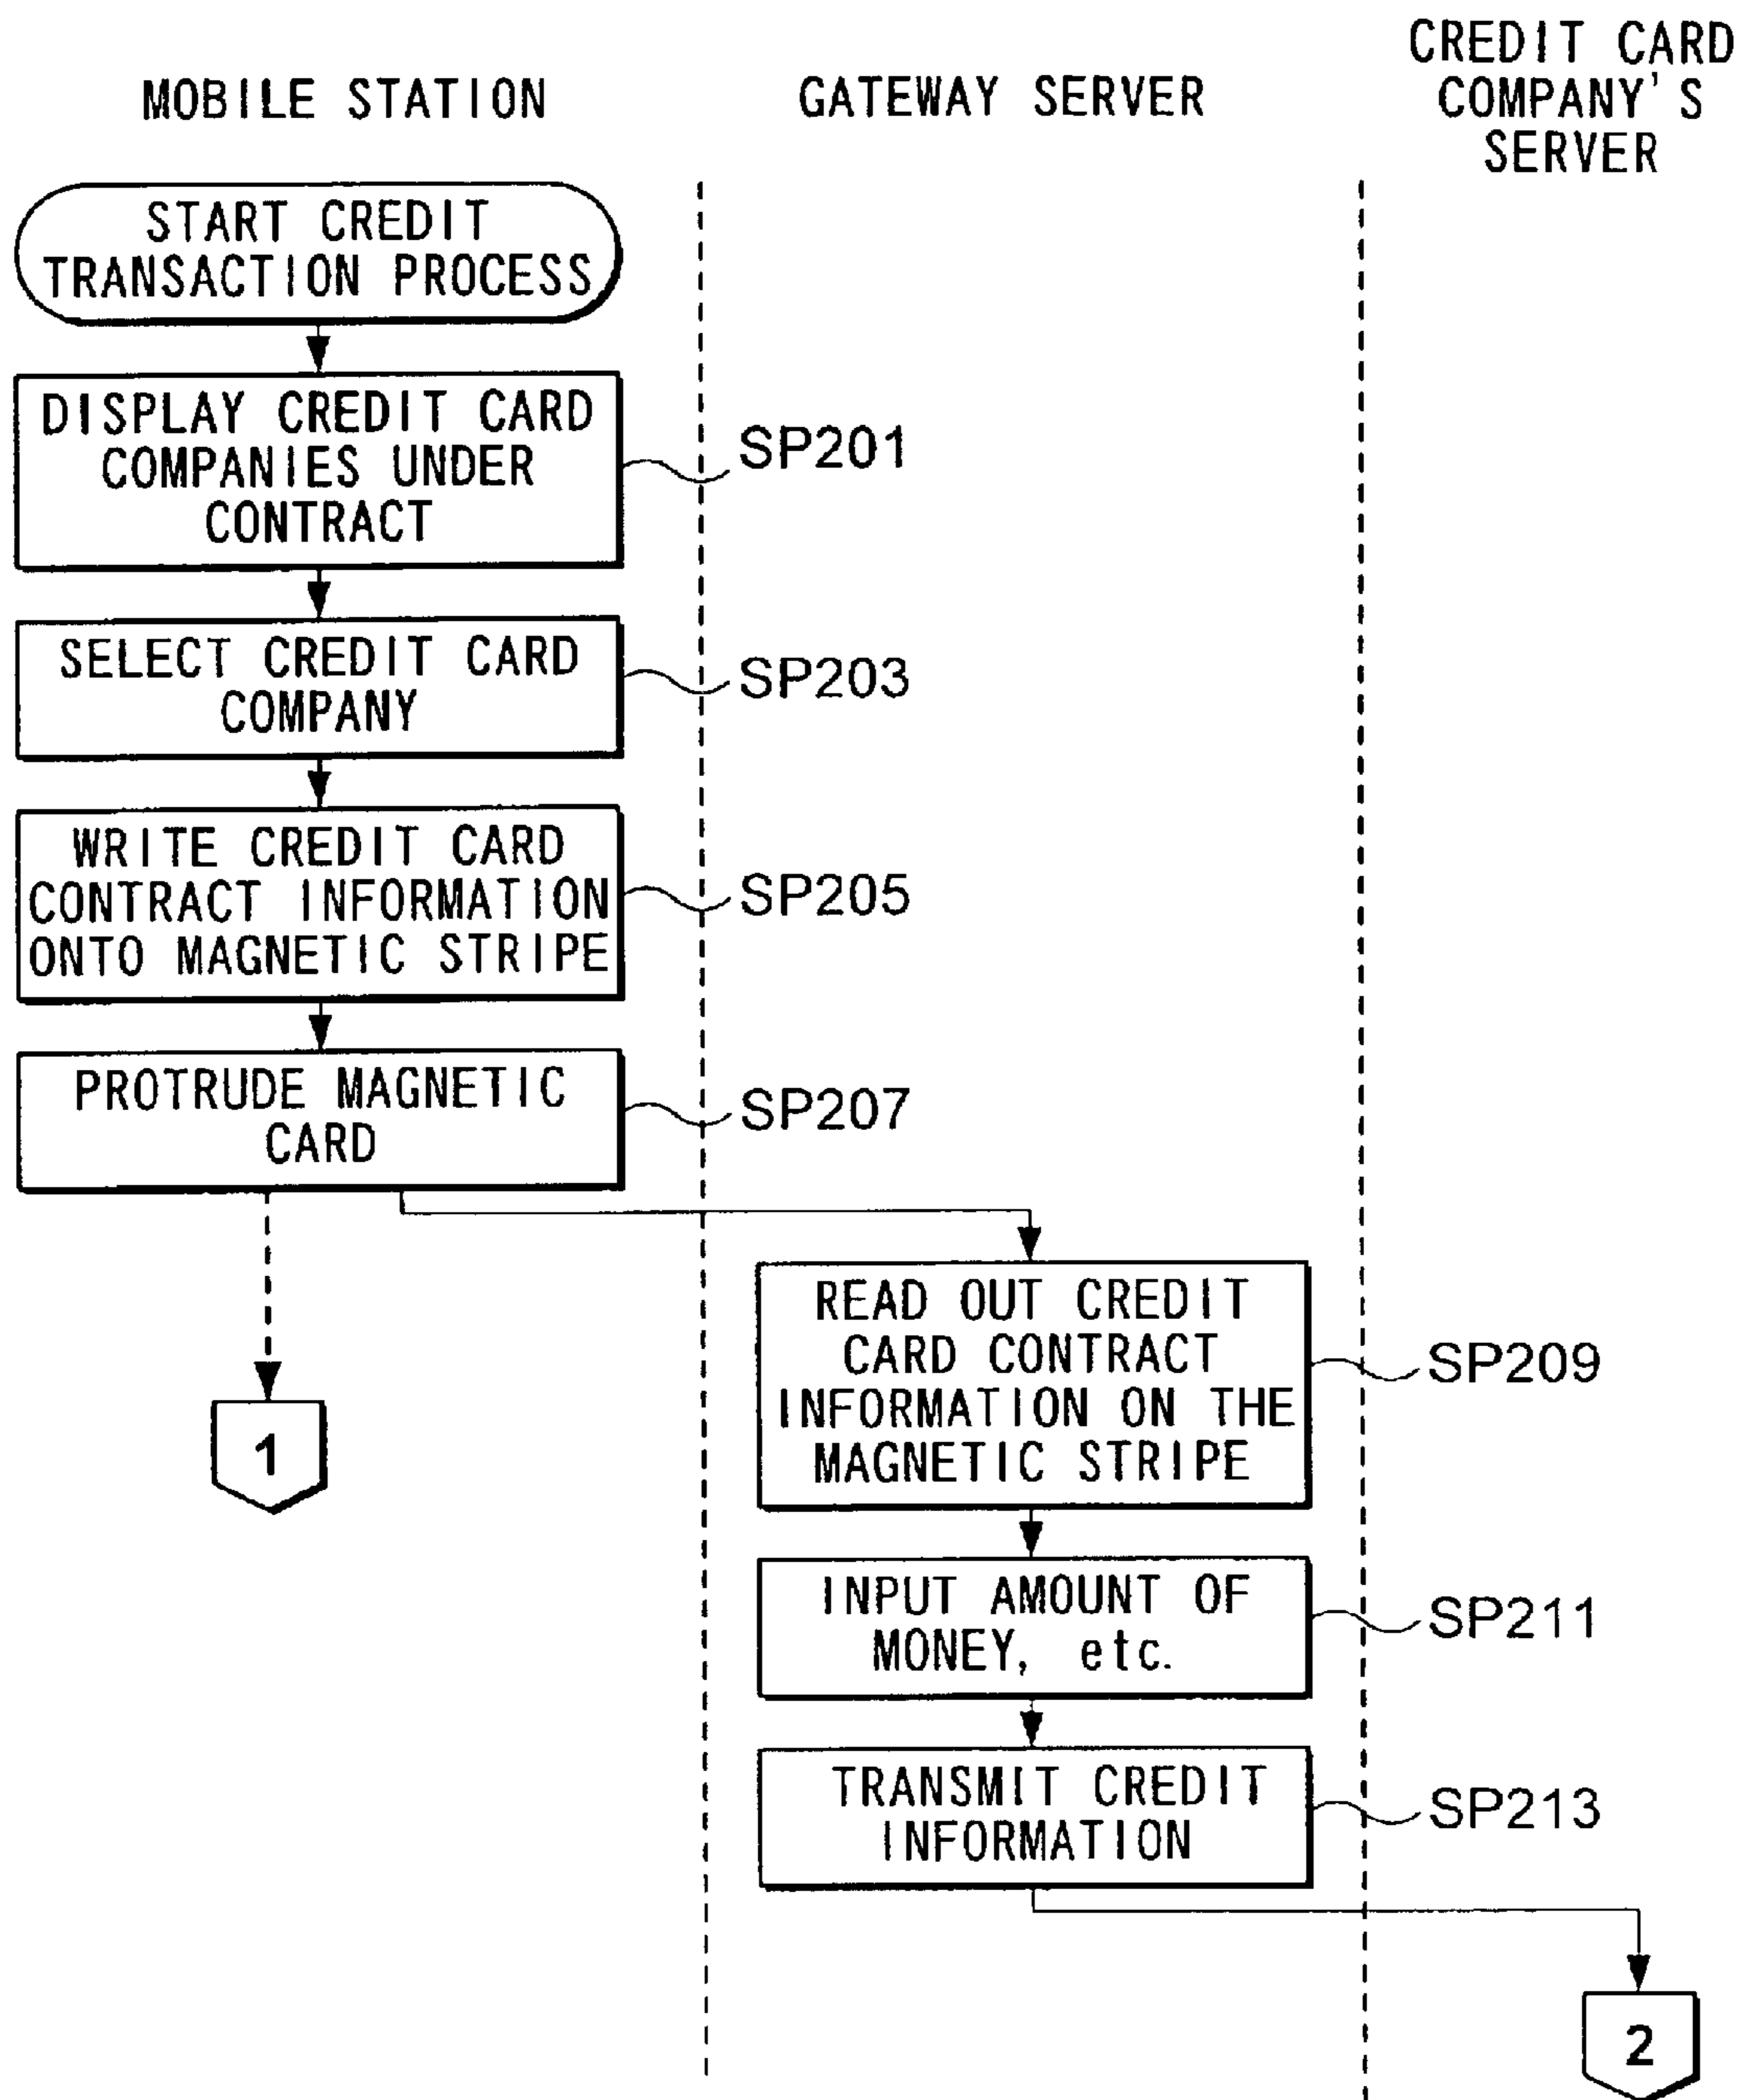 MOBILE STATION
GATEWAY SERVER
CREDIT CARD
COMPANY'S
SERVER
START CREDIT
TRANSACTION PROCESS
DISPLAY CREDIT CARD
COMPANIES UNDER
CONTRACT
SP201
SELECT CREDIT CARD
COMPANY
SP203
WRITE CREDIT CARD
CONTRACT INFORMATION
ONTO MAGNETIC STRIPE
SP205
PROTRUDE MAGNETIC
CARD
SP207
1
READ OUT CREDIT
CARD CONTRACT
INFORMATION ON THE
MAGNETIC STRIPE
SP209
INPUT AMOUNT OF
MONEY, etc.
SP211
TRANSMIT CREDIT
INFORMATION
SP213
2